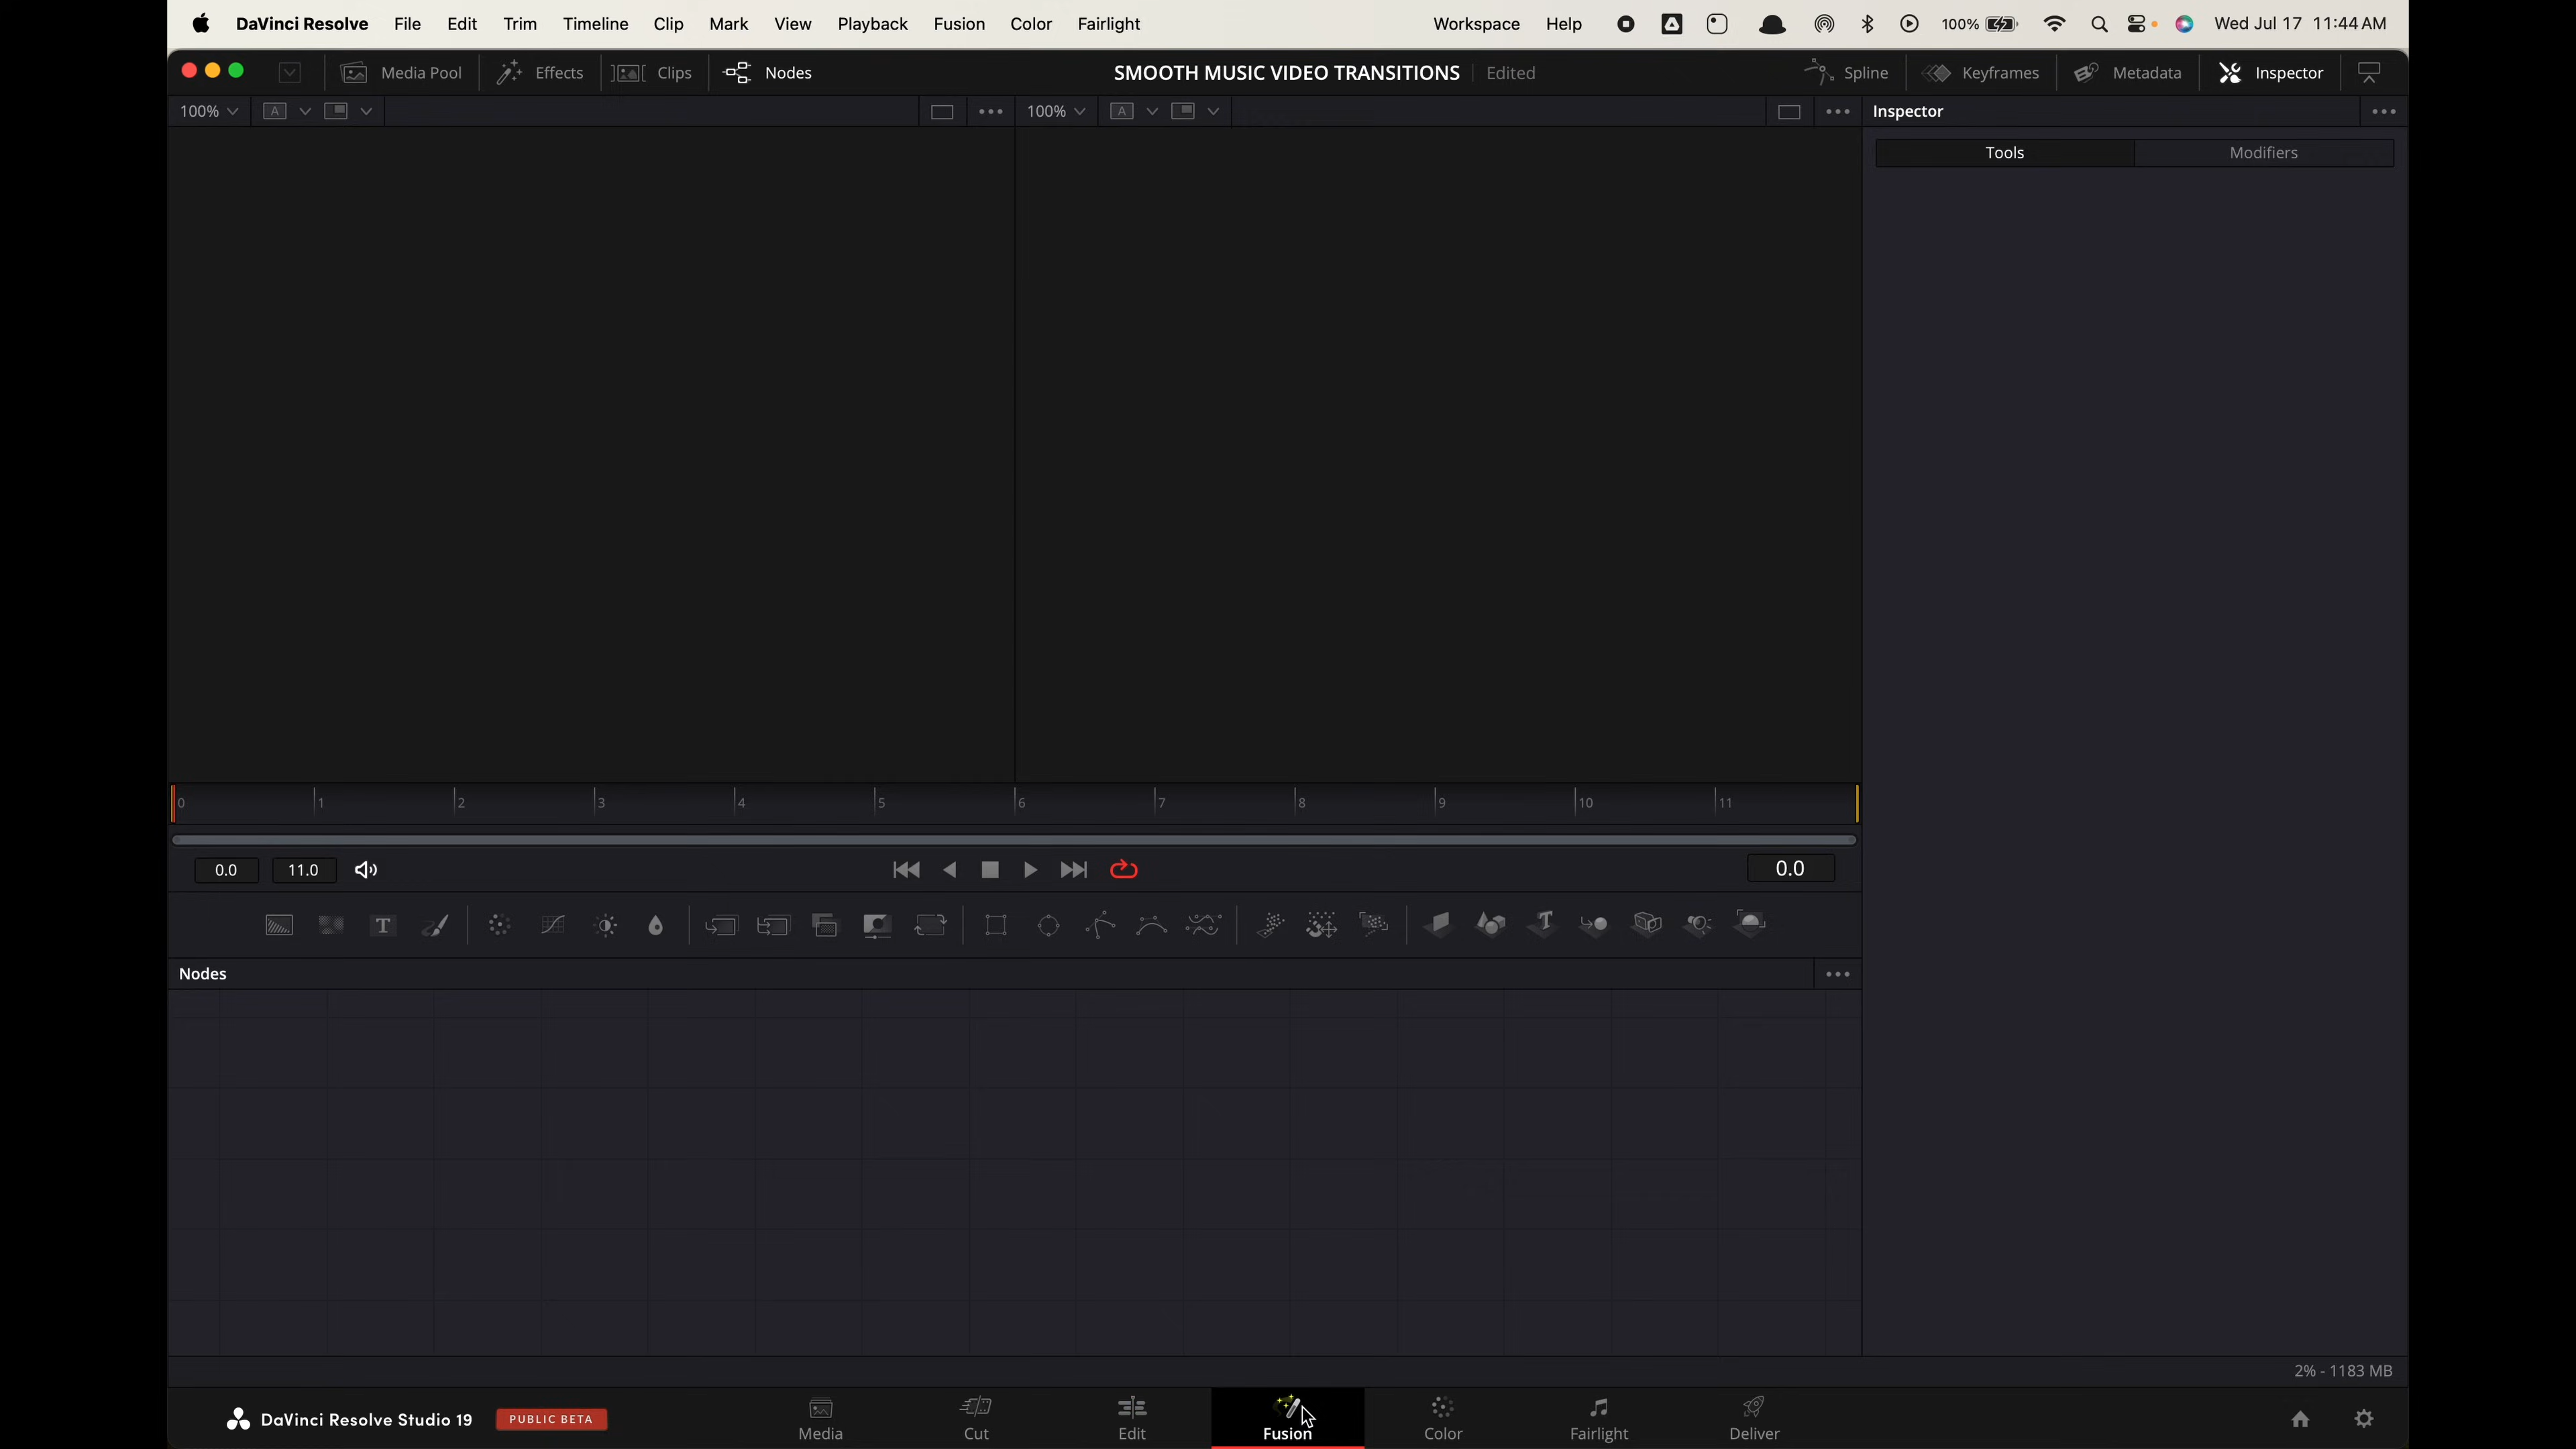 DaVinci Resolve File Edit Trim Timeline Clip Mark View Playback Fusion Color Fairlight Workspace Help 100% Wed Jul 17 11:44 AM
Media Pool Effects Clips Nodes SMOOTH MUSIC VIDEO TRANSITIONS Edited Spline Keyframes Metadata Inspector
100% A 100% A Inspector
Tools Modifiers
0 1 2 3 4 5 6 7 8 9 10 11
0.0 11.0 0.0
T T
Nodes
2% - 1183 MB
DaVinci Resolve Studio 19 PUBLIC BETA Media Cut Edit Fusion Color Fairlight Deliver